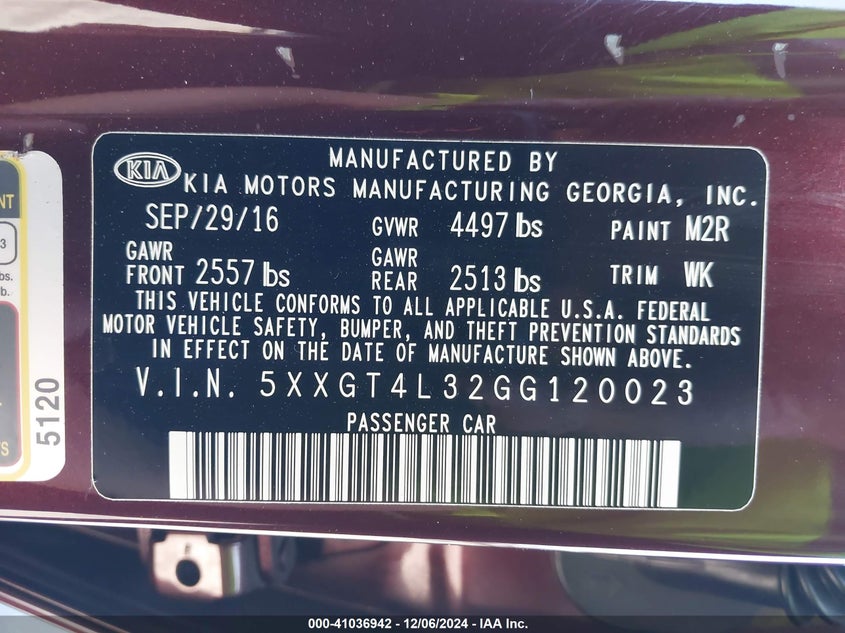 MANUFACTURED BY
KIA
KIA MOTORS MANUFACTURING GEORGIA, INC.
SEP/29/16 GVWR 4497 lbs PAINT M2R
GAWR FRONT 2557 lbs GAWR REAR 2513 lbs TRIM WK
THIS VEHICLE CONFORMS TO ALL APPLICABLE U.S.A. FEDERAL
MOTOR VEHICLE SAFETY, BUMPER, AND THEFT PREVENTION STANDARDS
IN EFFECT ON THE DATE OF MANUFACTURE SHOWN ABOVE.
V.I.N. 5XXGT4L32GG120023
PASSENGER CAR
5120
3
000-41036942 - 12/06/2024 - IAA Inc.